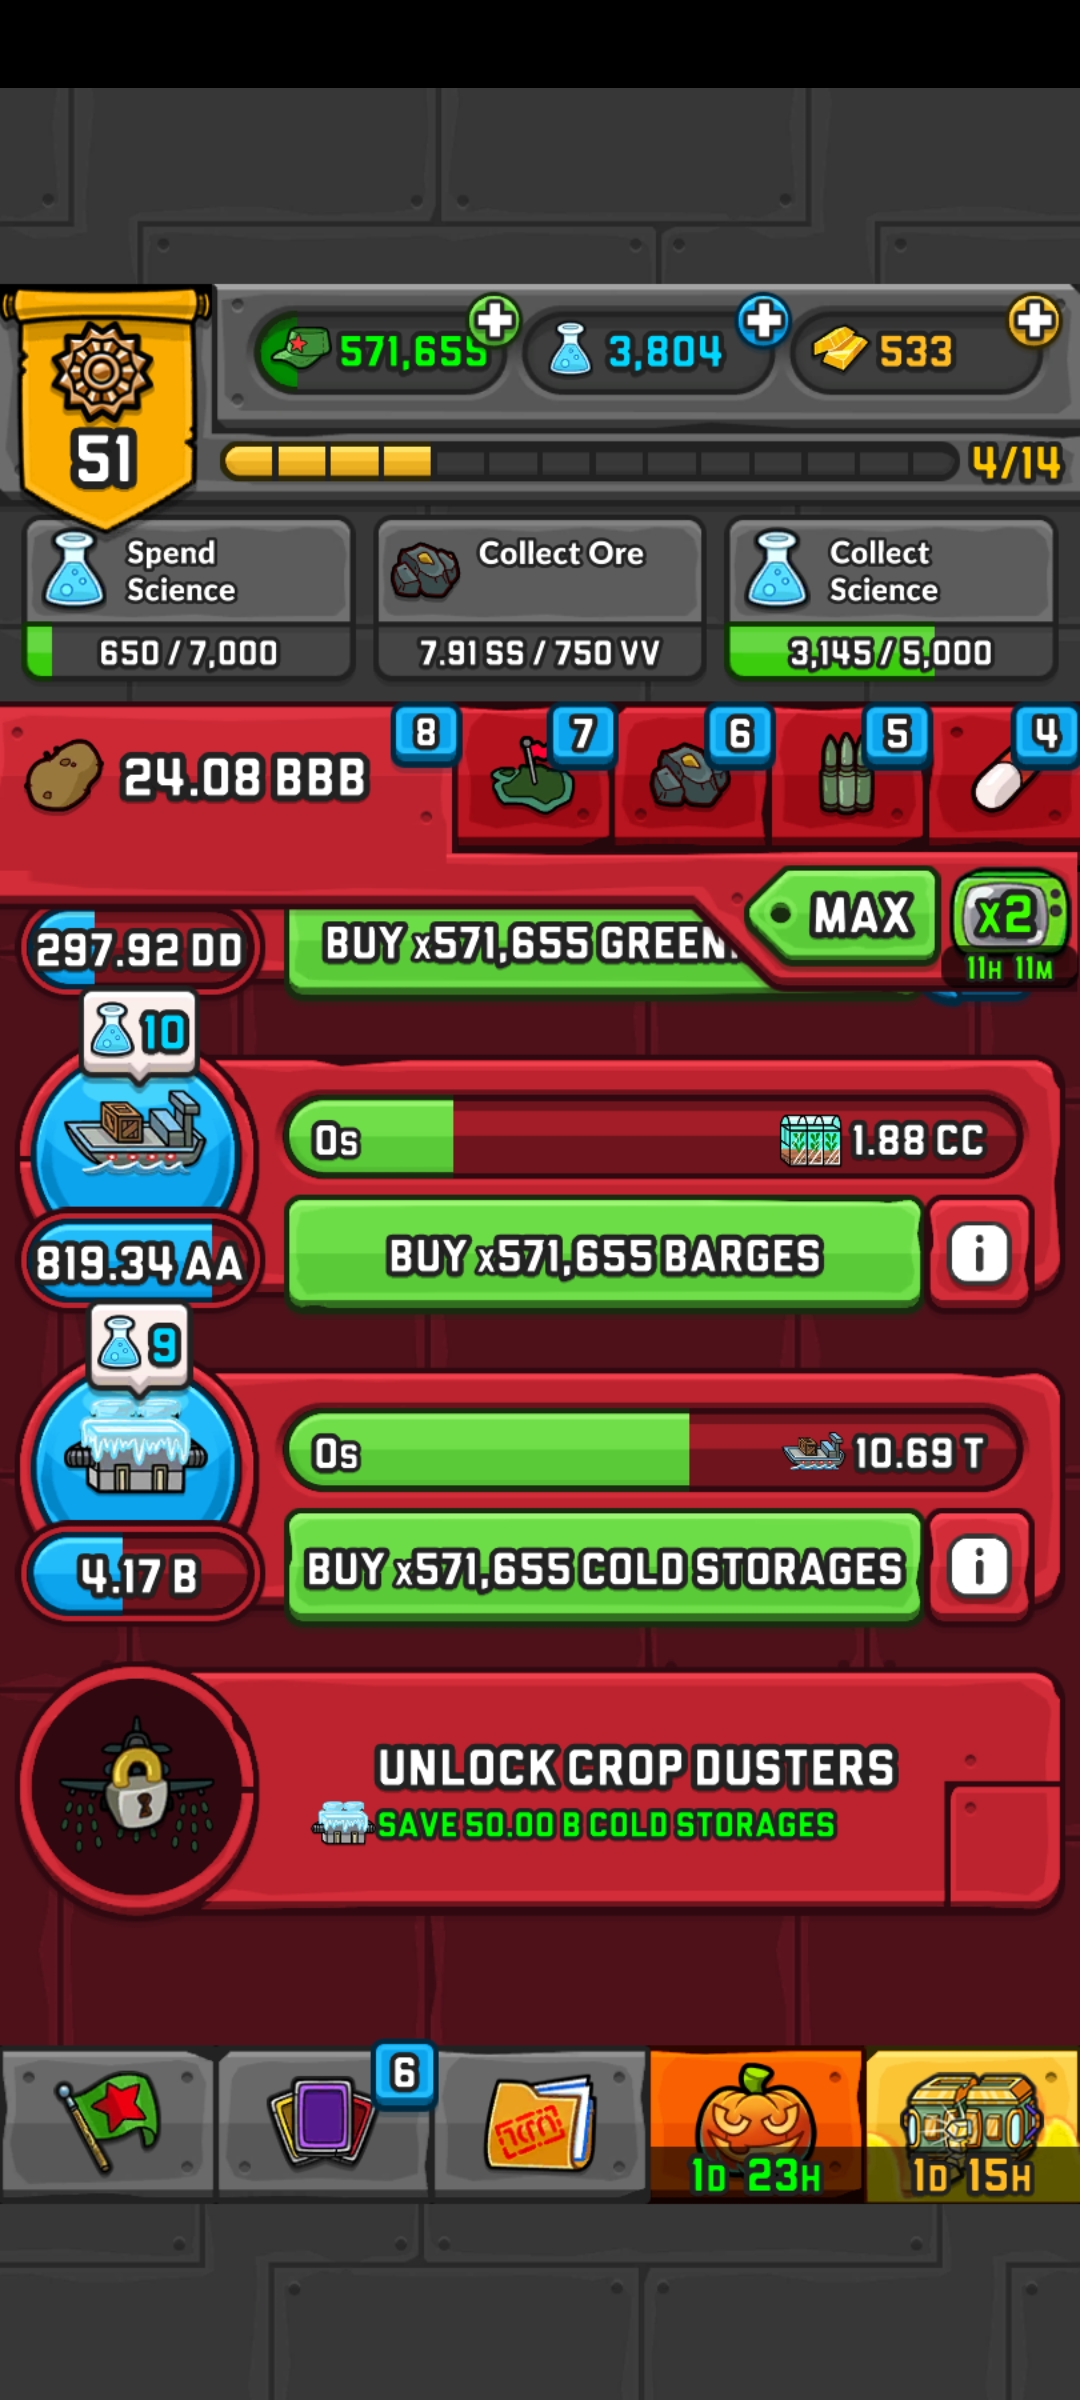 571,655
3,804
533
51
4/14
Spend
Science
650 / 7,000
Collect Ore
7.91 SS / 750 VV
Collect
Science
3,145 / 5,000
24.08 BBB
8
7
6
5
4
MAX
x2
11H 11M
297.92 DD
BUY x571,655 GREEN
10
0s
1.88 CC
819.34 AA
BUY x571,655 BARGES
i
9
0s
10.69 T
4.17 B
BUY x571,655 COLD STORAGES
i
UNLOCK CROP DUSTERS
SAVE 50.00 B COLD STORAGES
6
1D 23H
1D 15H